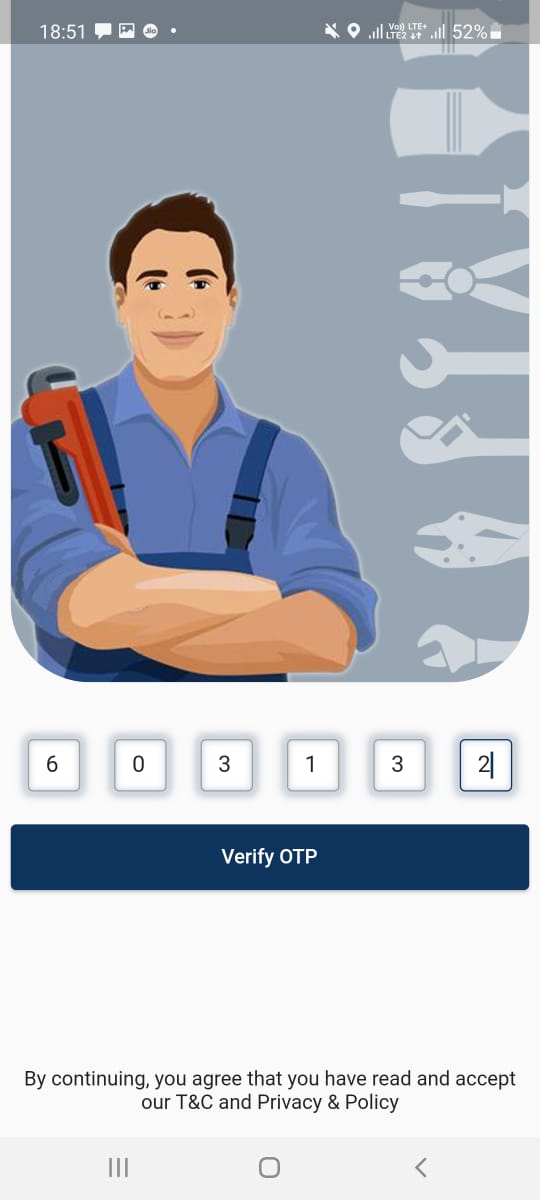 18:51 Jio Vo)) LTE+ LTE2 52%
6 0 3 1 3 2
Verify OTP
By continuing, you agree that you have read and accept
our T&C and Privacy & Policy